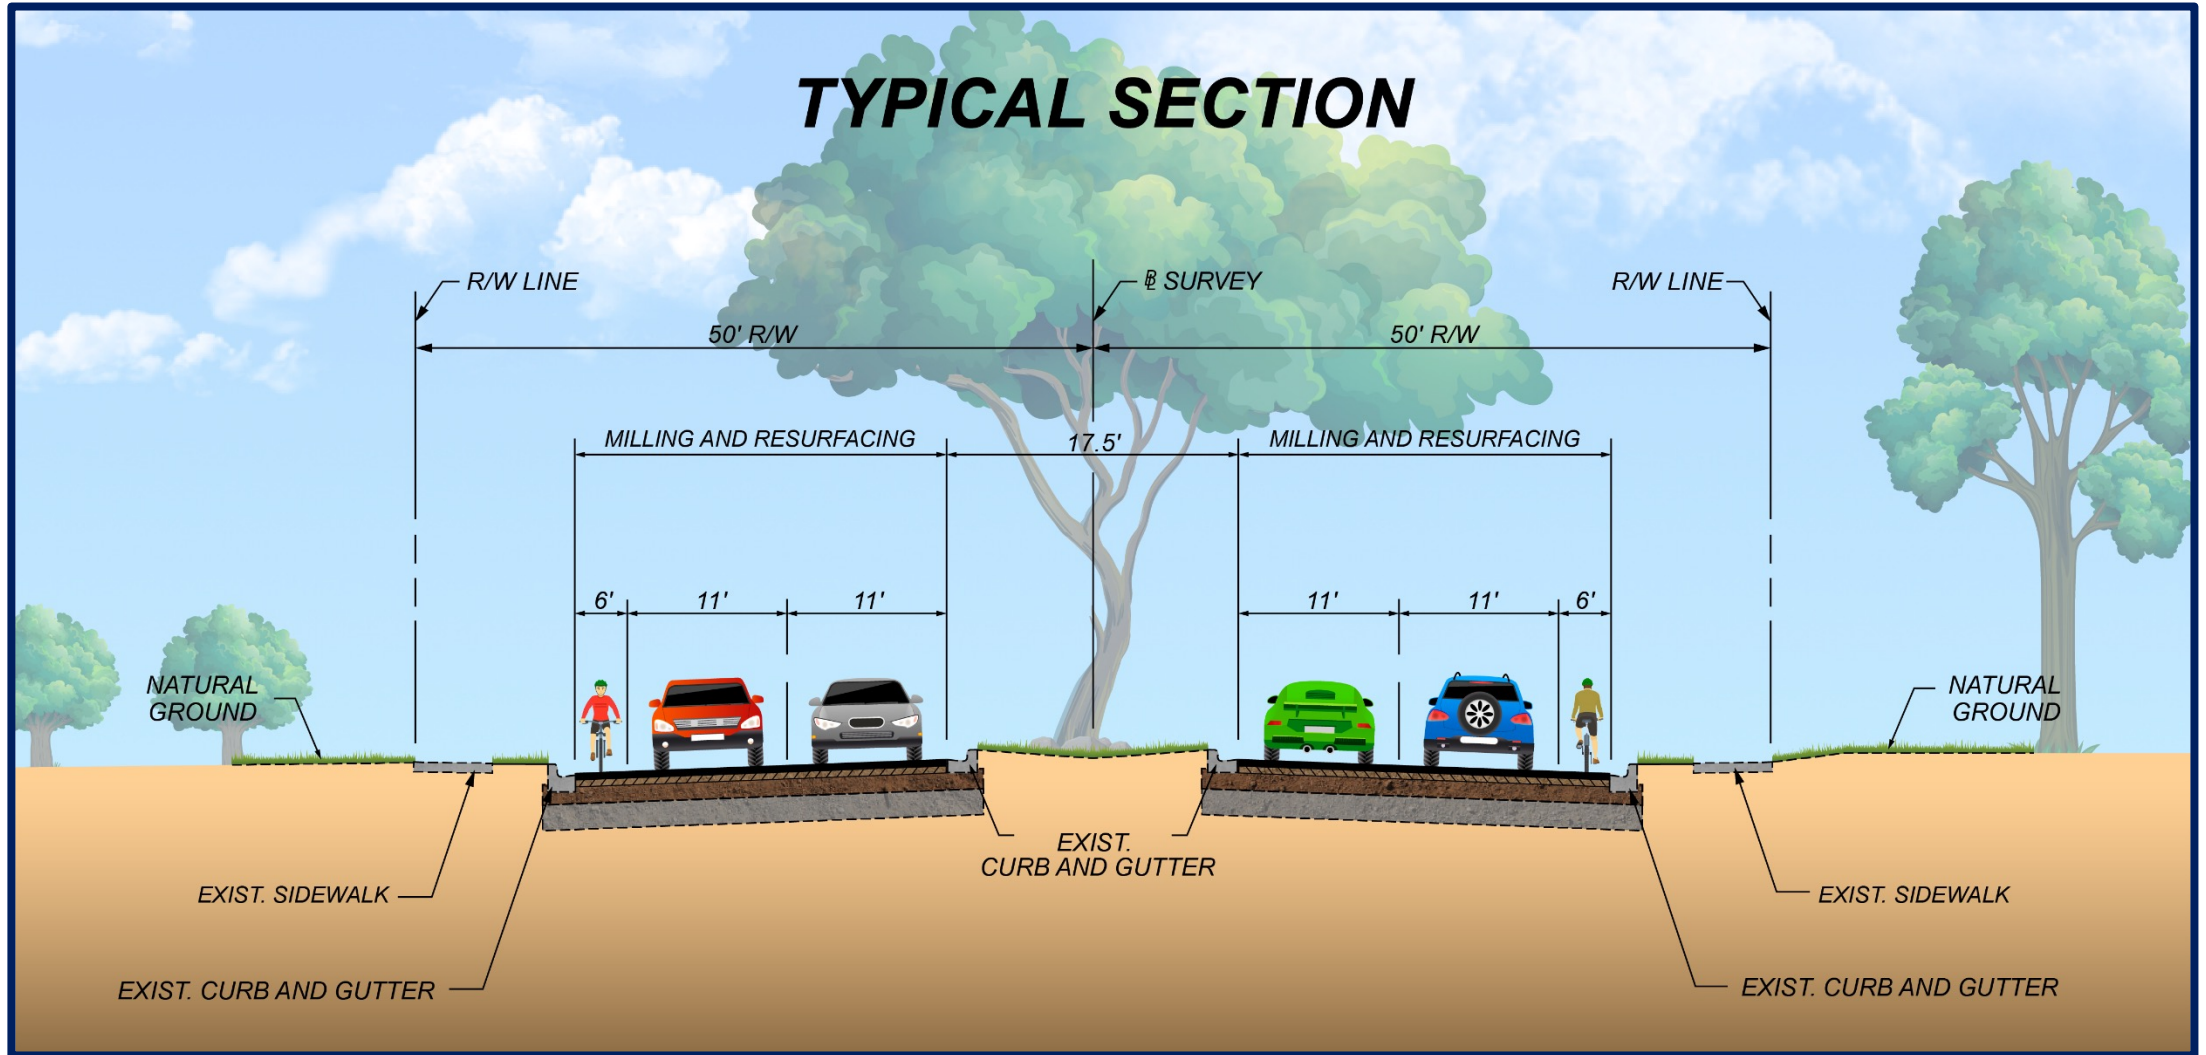 TYPICAL SECTION
R/W LINE
℄ SURVEY
R/W LINE
50' R/W
50' R/W
MILLING AND RESURFACING
17.5'
MILLING AND RESURFACING
6'
11'
11'
11'
11'
6'
NATURAL
GROUND
NATURAL
GROUND
EXIST.
CURB AND GUTTER
EXIST. SIDEWALK
EXIST. SIDEWALK
EXIST. CURB AND GUTTER
EXIST. CURB AND GUTTER